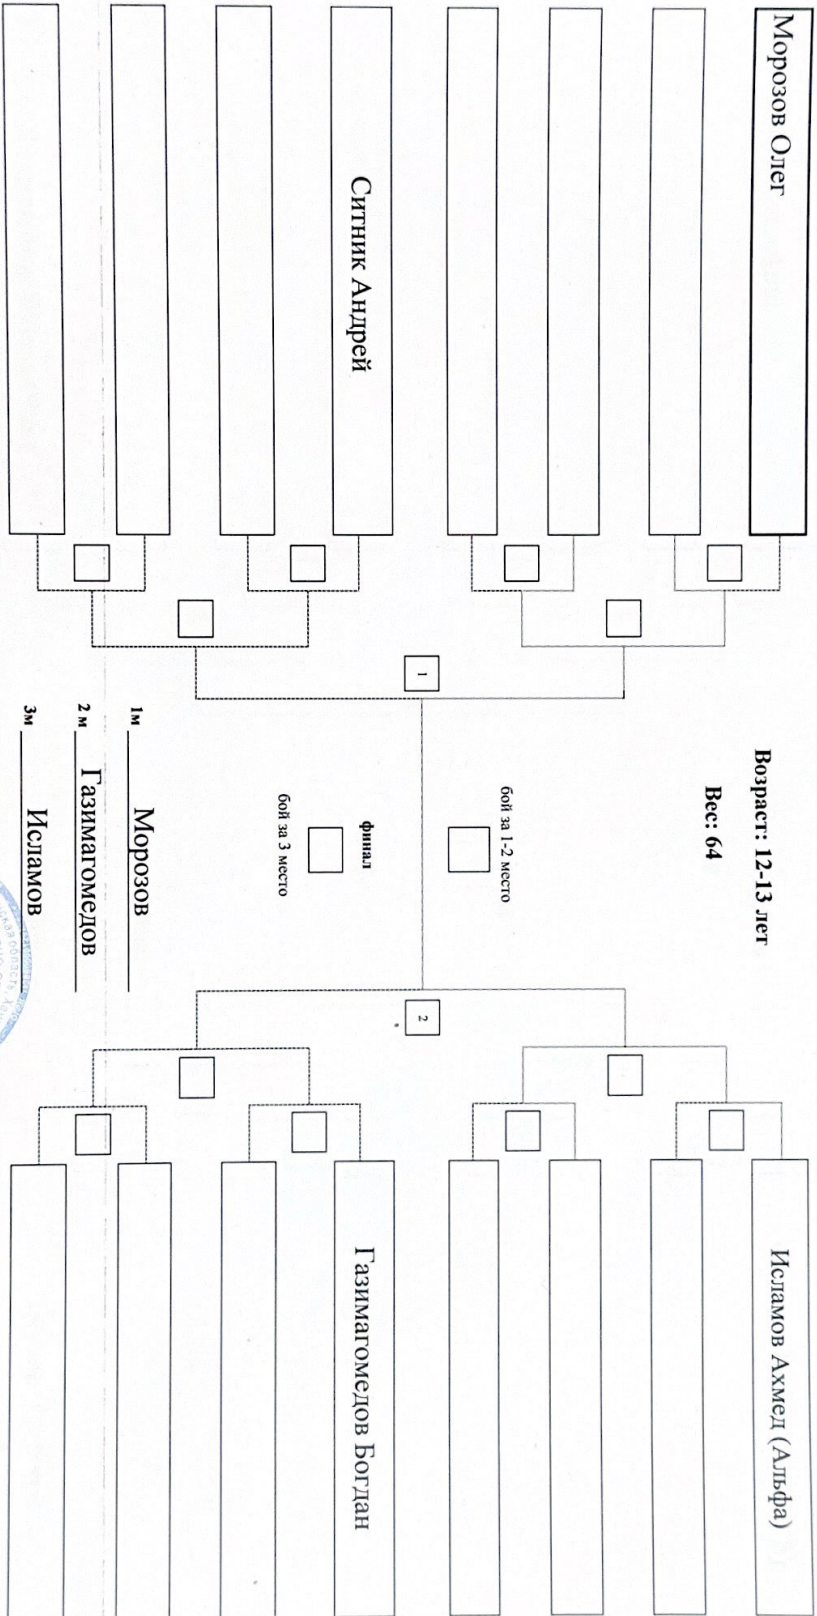 Возраст: 12-13 лет
Вес: 64
Морозов Олег
Ситник Андрей
Исламов Ахмед (Альфа)
Газимагомедов Богдан
1
2
бой за 1-2 место
финал
бой за 3 место
1м Морозов
2 м Газимагомедов
3м Исламов